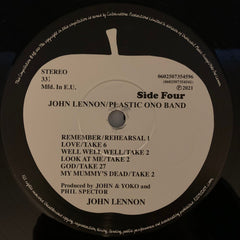 STEREO
33⅓
Mfd. In E.U.
Side Four
0602507354596
℗ 2021
JOHN LENNON/PLASTIC ONO BAND
REMEMBER/REHEARSAL 1
LOVE/TAKE 6
WELL WELL WELL/TAKE 2
LOOK AT ME/TAKE 2
GOD/TAKE 27
MY MUMMY'S DEAD/TAKE 2
Produced by JOHN & YOKO and
PHIL SPECTOR
JOHN LENNON